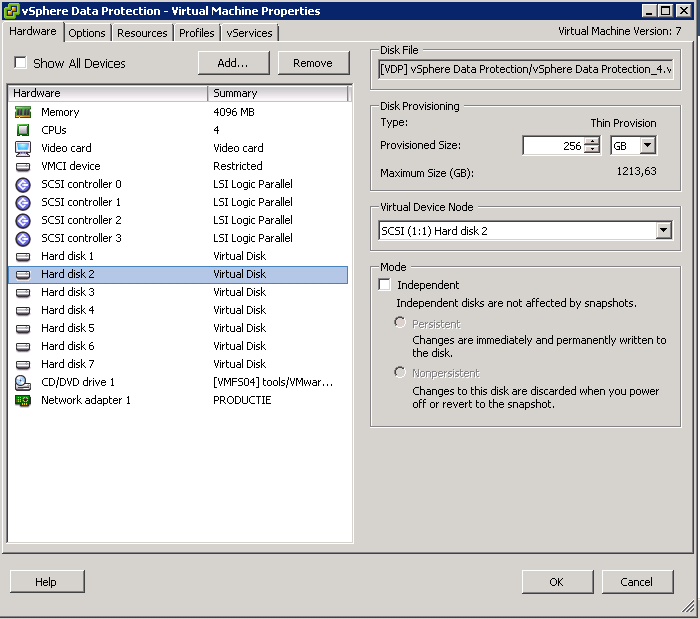 vSphere Data Protection - Virtual Machine Properties
Hardware Options Resources Profiles vServices
Virtual Machine Version: 7
Show All Devices
Add...
Remove
Hardware Summary
Memory 4096 MB
CPUs 4
Video card Video card
VMCI device Restricted
SCSI controller 0 LSI Logic Parallel
SCSI controller 1 LSI Logic Parallel
SCSI controller 2 LSI Logic Parallel
SCSI controller 3 LSI Logic Parallel
Hard disk 1 Virtual Disk
Hard disk 2 Virtual Disk
Hard disk 3 Virtual Disk
Hard disk 4 Virtual Disk
Hard disk 5 Virtual Disk
Hard disk 6 Virtual Disk
Hard disk 7 Virtual Disk
CD/DVD drive 1 [VMFS04] tools/VMwar...
Network adapter 1 PRODUCTIE
Disk File
[VDP] vSphere Data Protection/vSphere Data Protection_4.v
Disk Provisioning
Type: Thin Provision
Provisioned Size: 256 GB
Maximum Size (GB): 1213,63
Virtual Device Node
SCSI (1:1) Hard disk 2
Mode
Independent
Independent disks are not affected by snapshots.
Persistent
Changes are immediately and permanently written to
the disk.
Nonpersistent
Changes to this disk are discarded when you power
off or revert to the snapshot.
Help
OK
Cancel